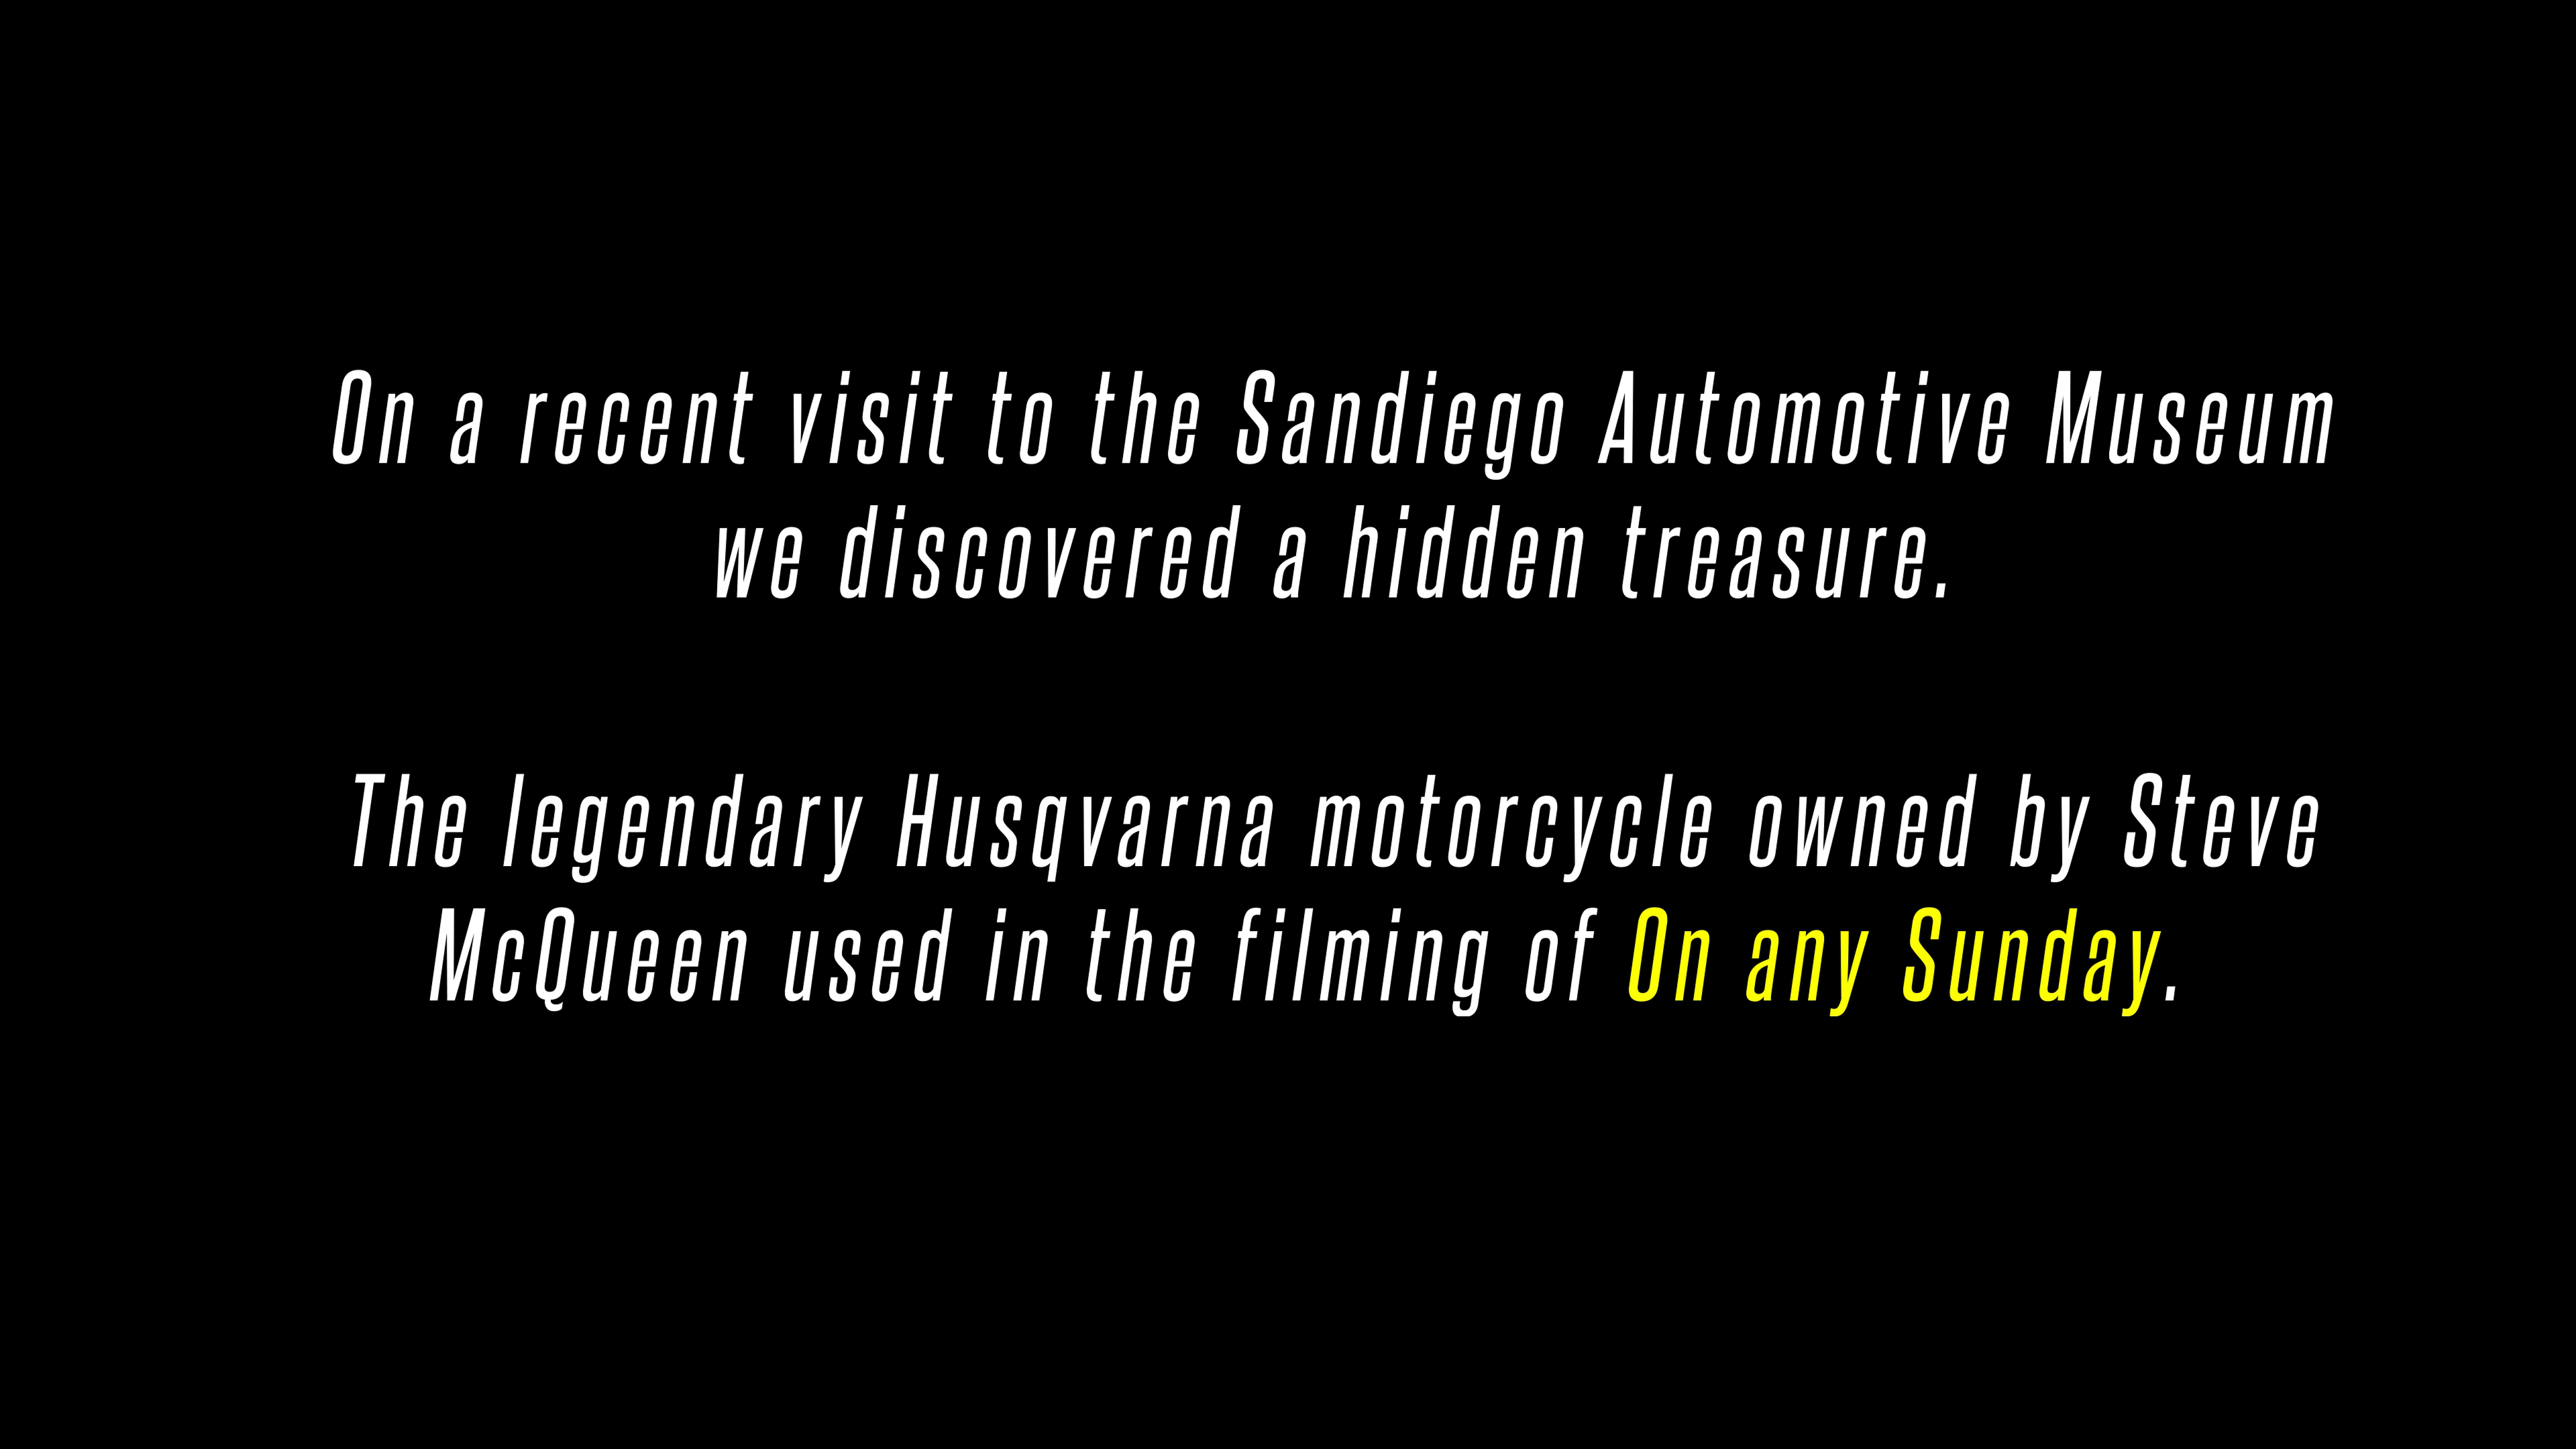 On a recent visit to the Sandiego Automotive Museum
we discovered a hidden treasure.
The legendary Husqvarna motorcycle owned by Steve
McQueen used in the filming of On any Sunday.